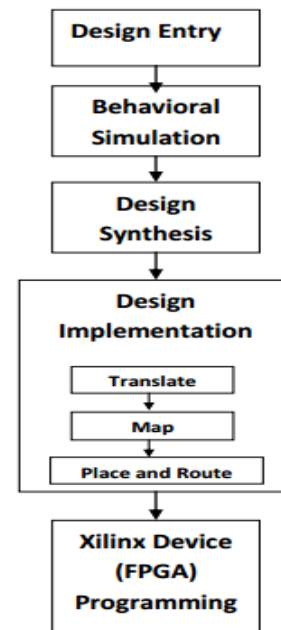 Design Entry
Behavioral
Simulation
Design
Synthesis
Design
Implementation
Translate
Map
Place and Route
Xilinx Device
(FPGA)
Programming